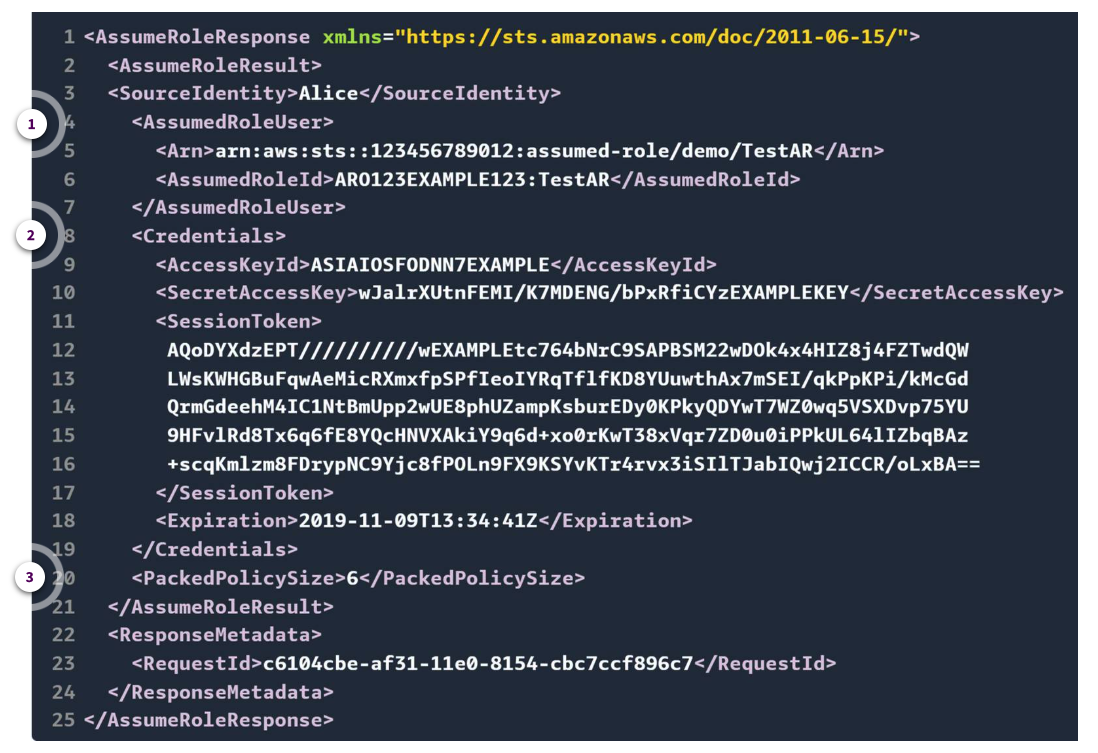 1 <AssumeRoleResponse xmlns="https://sts.amazonaws.com/doc/2011-06-15/">
2 <AssumeRoleResult>
3 <SourceIdentity>Alice</SourceIdentity>
1
4 <AssumedRoleUser>
5 <Arn>arn:aws:sts::123456789012:assumed-role/demo/TestAR</Arn>
6 <AssumedRoleId>ARO123EXAMPLE123:TestAR</AssumedRoleId>
7 </AssumedRoleUser>
2
8 <Credentials>
9 <AccessKeyId>ASIAIOSFODNN7EXAMPLE</AccessKeyId>
10 <SecretAccessKey>wJalrXUtnFEMI/K7MDENG/bPxRfiCYzEXAMPLEKEY</SecretAccessKey>
11 <SessionToken>
12 AQoDYXdzEPT//////////wEXAMPLEtc764bNrC9SAPBSM22wDOk4x4HIZ8j4FZTwdQW
13 LWsKWHGBuFqwAeMicRXmxfpSPfIeoIYRqTflfKD8YUuwthAx7mSEI/qkPpKPi/kMcGd
14 QrmGdeehM4IC1NtBmUpp2wUE8phUZampKsburEDy0KPkyQDYwT7WZ0wq5VSXDvp75YU
15 9HFvlRd8Tx6q6fE8YQcHNVXAkiY9q6d+xo0rKwT38xVqr7ZD0u0iPPkUL64lIZbqBAz
16 +scqKmlzm8FDrypNC9Yjc8fPOLn9FX9KSYvKTr4rvx3iSIlTJabIQwj2ICCR/oLxBA==
17 </SessionToken>
18 <Expiration>2019-11-09T13:34:41Z</Expiration>
19 </Credentials>
3
20 <PackedPolicySize>6</PackedPolicySize>
21 </AssumeRoleResult>
22 <ResponseMetadata>
23 <RequestId>c6104cbe-af31-11e0-8154-cbc7ccf896c7</RequestId>
24 </ResponseMetadata>
25 </AssumeRoleResponse>